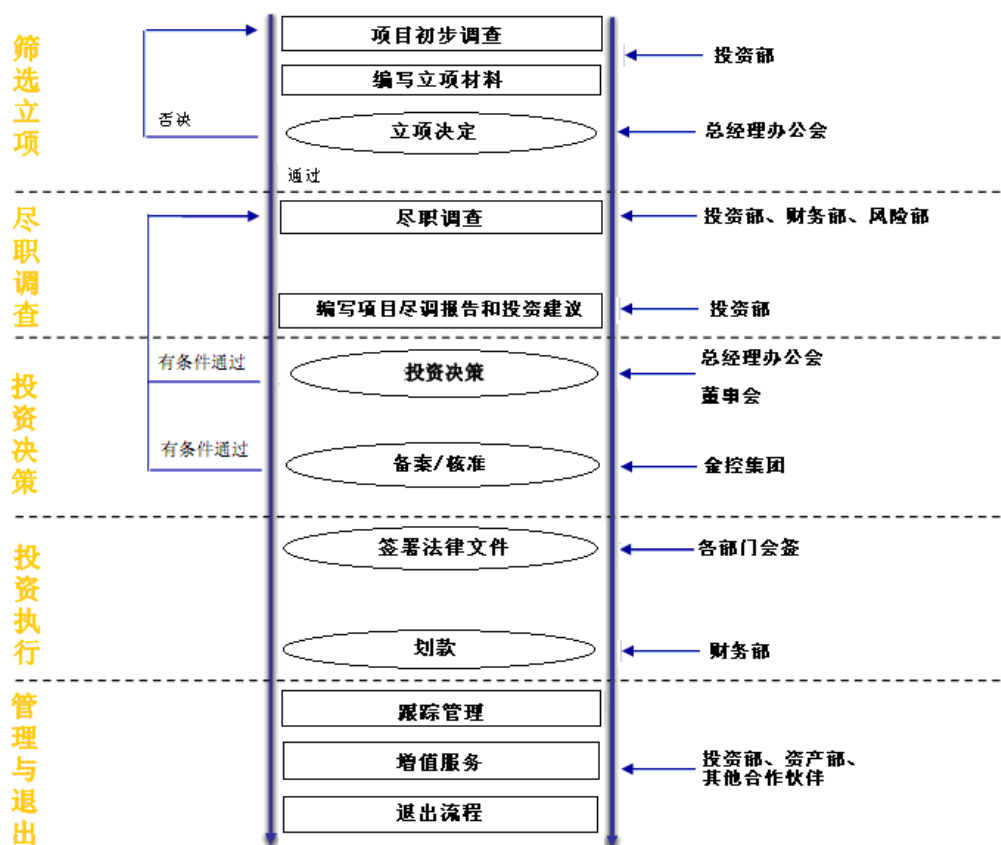 筛选立项
项目初步调查
投资部
编写立项材料
否决
立项决定
总经理办公会
通过
尽职调查
尽职调查
投资部、财务部、风险部
编写项目尽调报告和投资建议
投资部
投资决策
有条件通过
投资决策
总经理办公会
董事会
有条件通过
备案/核准
金控集团
投资执行
签署法律文件
各部门会签
划款
财务部
管理与退出
跟踪管理
增值服务
投资部、资产部、
其他合作伙伴
退出流程